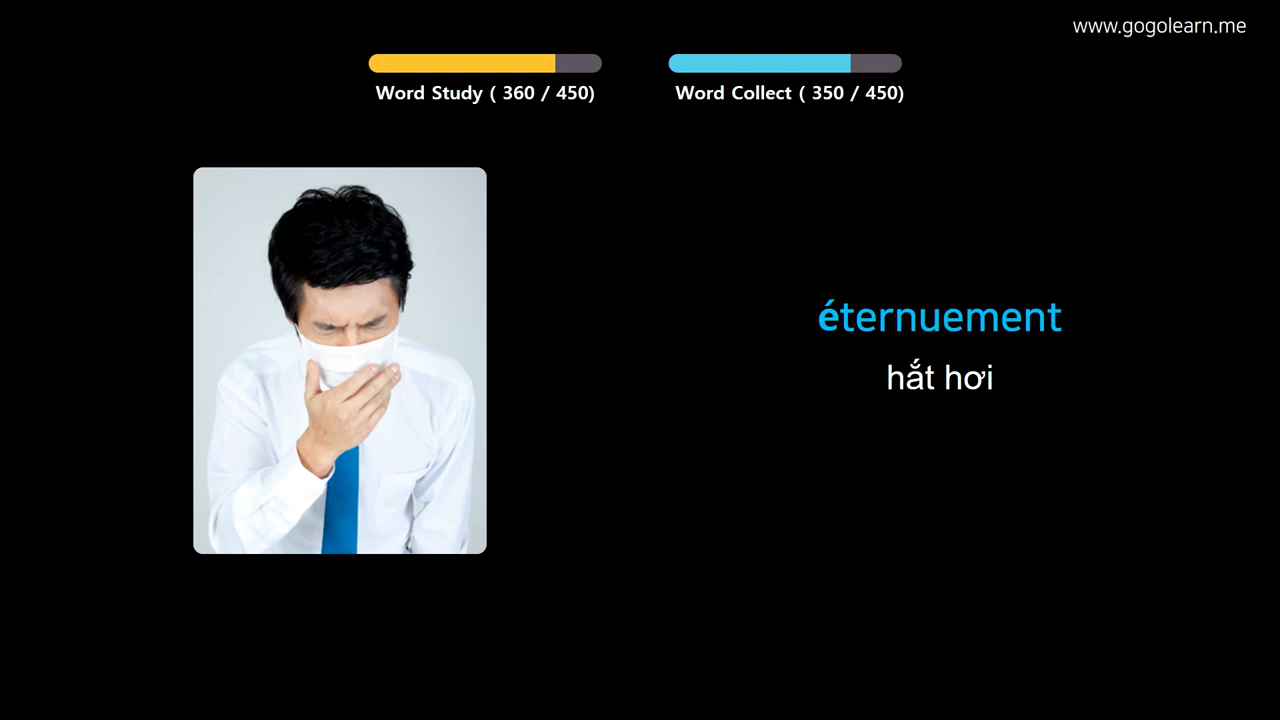 www.gogolearn.me
Word Study ( 360 / 450)
Word Collect ( 350 / 450)
éternuement
hắt hơi